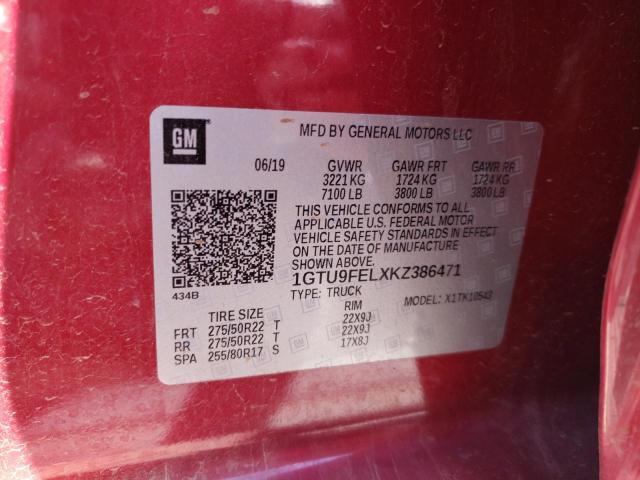 GM
MFD BY GENERAL MOTORS LLC
06/19 GVWR GAWR FRT GAWR RR
3221 KG 1724 KG 1724 KG
7100 LB 3800 LB 3800 LB
THIS VEHICLE CONFORMS TO ALL
APPLICABLE U.S. FEDERAL MOTOR
VEHICLE SAFETY STANDARDS IN EFFECT
ON THE DATE OF MANUFACTURE
SHOWN ABOVE.
1GTU9FELXKZ386471
434B
TYPE: TRUCK MODEL: X1TK10543
TIRE SIZE RIM
FRT 275/50R22 T 22X9J
RR 275/50R22 T 22X9J
SPA 255/80R17 S 17X8J